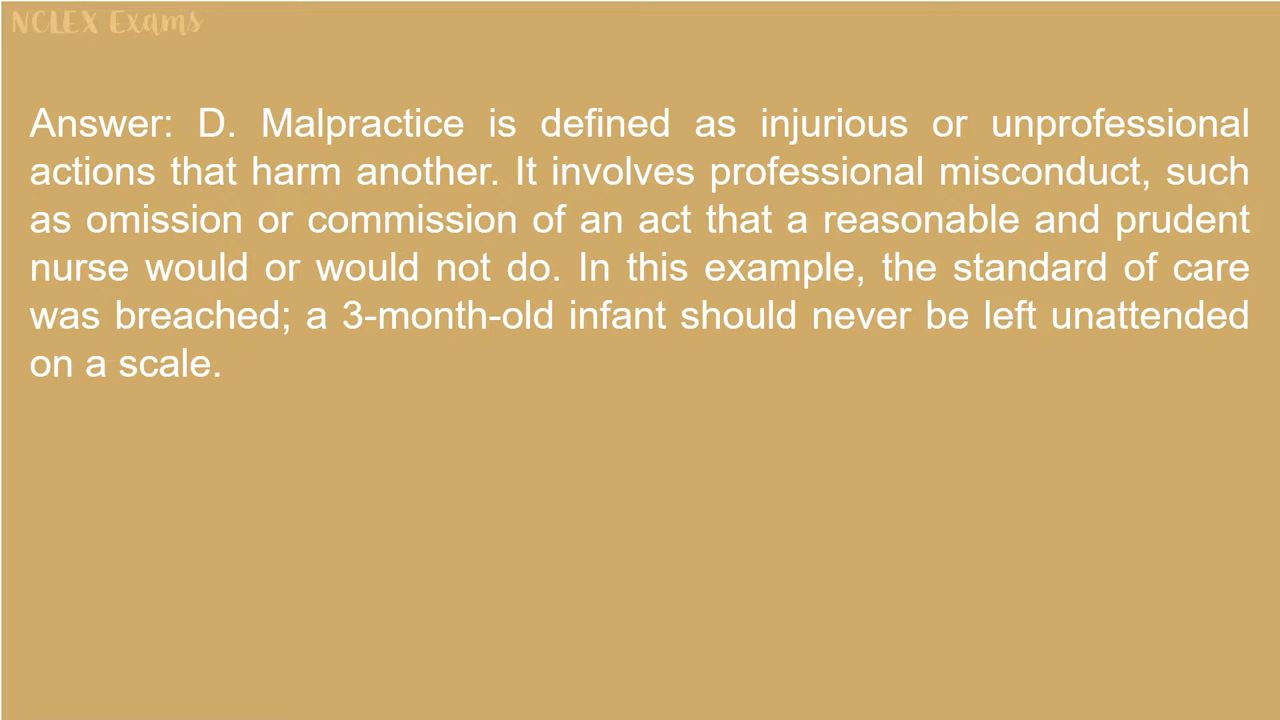 NCLEX Exams
Answer: D. Malpractice is defined as injurious or unprofessional
actions that harm another. It involves professional misconduct, such
as omission or commission of an act that a reasonable and prudent
nurse would or would not do. In this example, the standard of care
was breached; a 3-month-old infant should never be left unattended
on a scale.